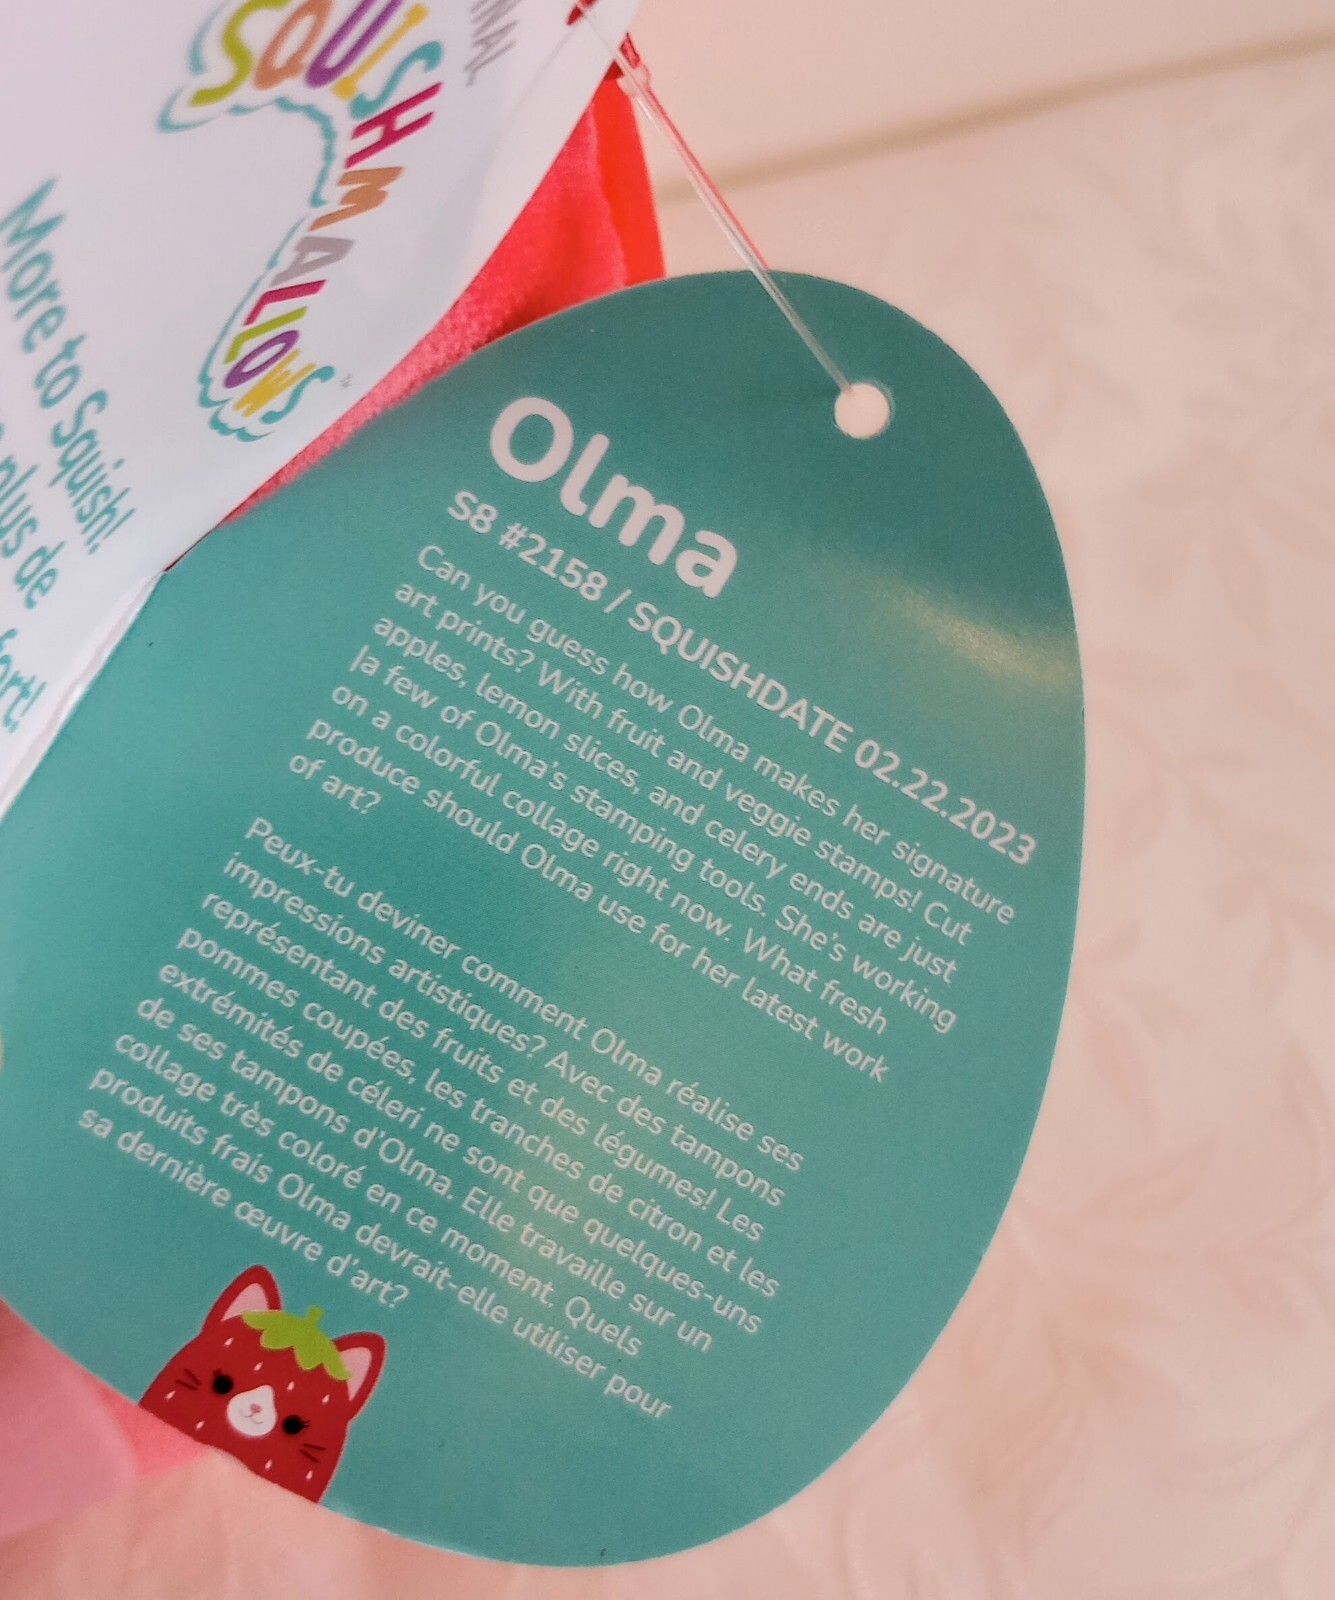 INAL
SQUISHMALLOWS
™
More to Squish!
plus de
fort!
Olma
S8 #2158 / SQUISHDATE 02.22.2023
Can you guess how Olma makes her signature
art prints? With fruit and veggie stamps! Cut
apples, lemon slices, and celery ends are just
|a few of Olma's stamping tools. She's working
on a colorful collage right now. What fresh
produce should Olma use for her latest work
of art?
Peux-tu deviner comment Olma réalise ses
impressions artistiques? Avec des tampons
représentant des fruits et des légumes! Les
pommes coupées, les tranches de citron et les
extrémités de céleri ne sont que quelques-uns
de ses tampons d'Olma. Elle travaille sur un
collage très coloré en ce moment. Quels
produits frais Olma devrait-elle utiliser pour
sa dernière œuvre d'art?